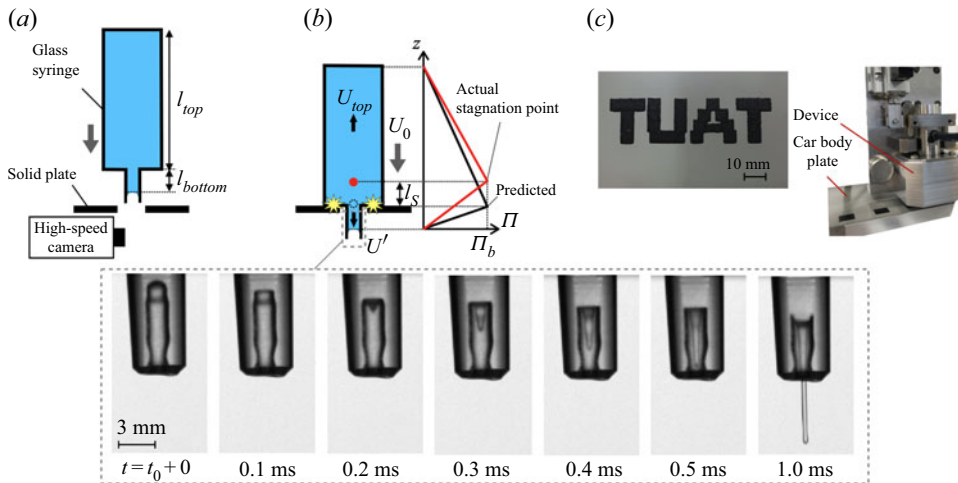 (a)
Glass
syringe
l_top
l_bottom
Solid plate
High-speed
camera
(b)
z
U_top
U_0
Actual
stagnation point
l_S
Predicted
Π
Π_b
U′
(c)
TUAT
10 mm
Device
Car body
plate
3 mm
t = t_0 + 0
0.1 ms
0.2 ms
0.3 ms
0.4 ms
0.5 ms
1.0 ms